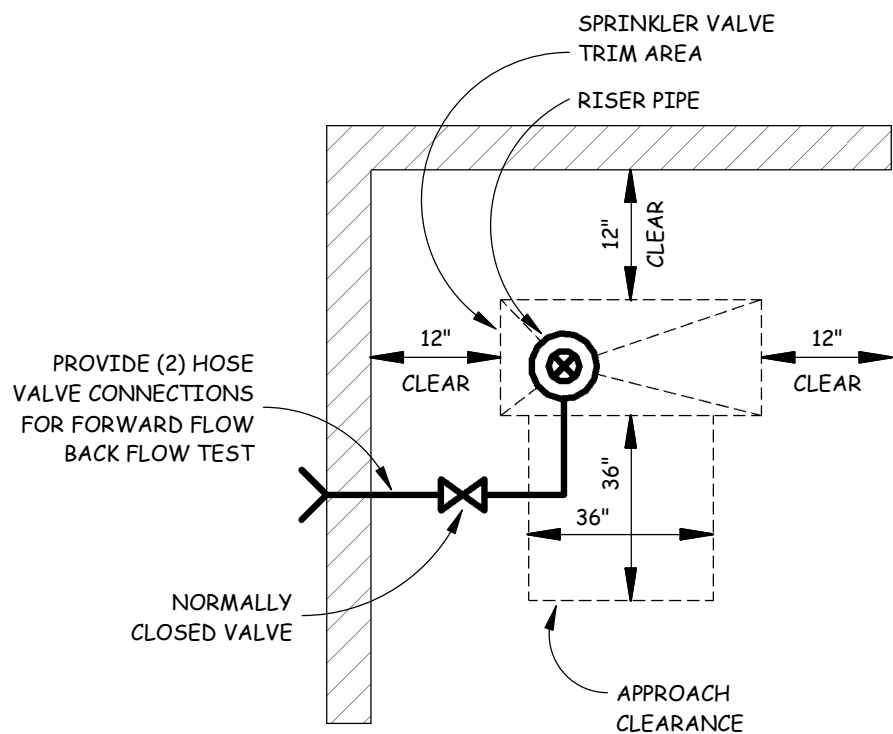 SPRINKLER VALVE
TRIM AREA
RISER PIPE
12"
CLEAR
12"
CLEAR
12"
CLEAR
PROVIDE (2) HOSE
VALVE CONNECTIONS
FOR FORWARD FLOW
BACK FLOW TEST
36"
36"
NORMALLY
CLOSED VALVE
APPROACH
CLEARANCE